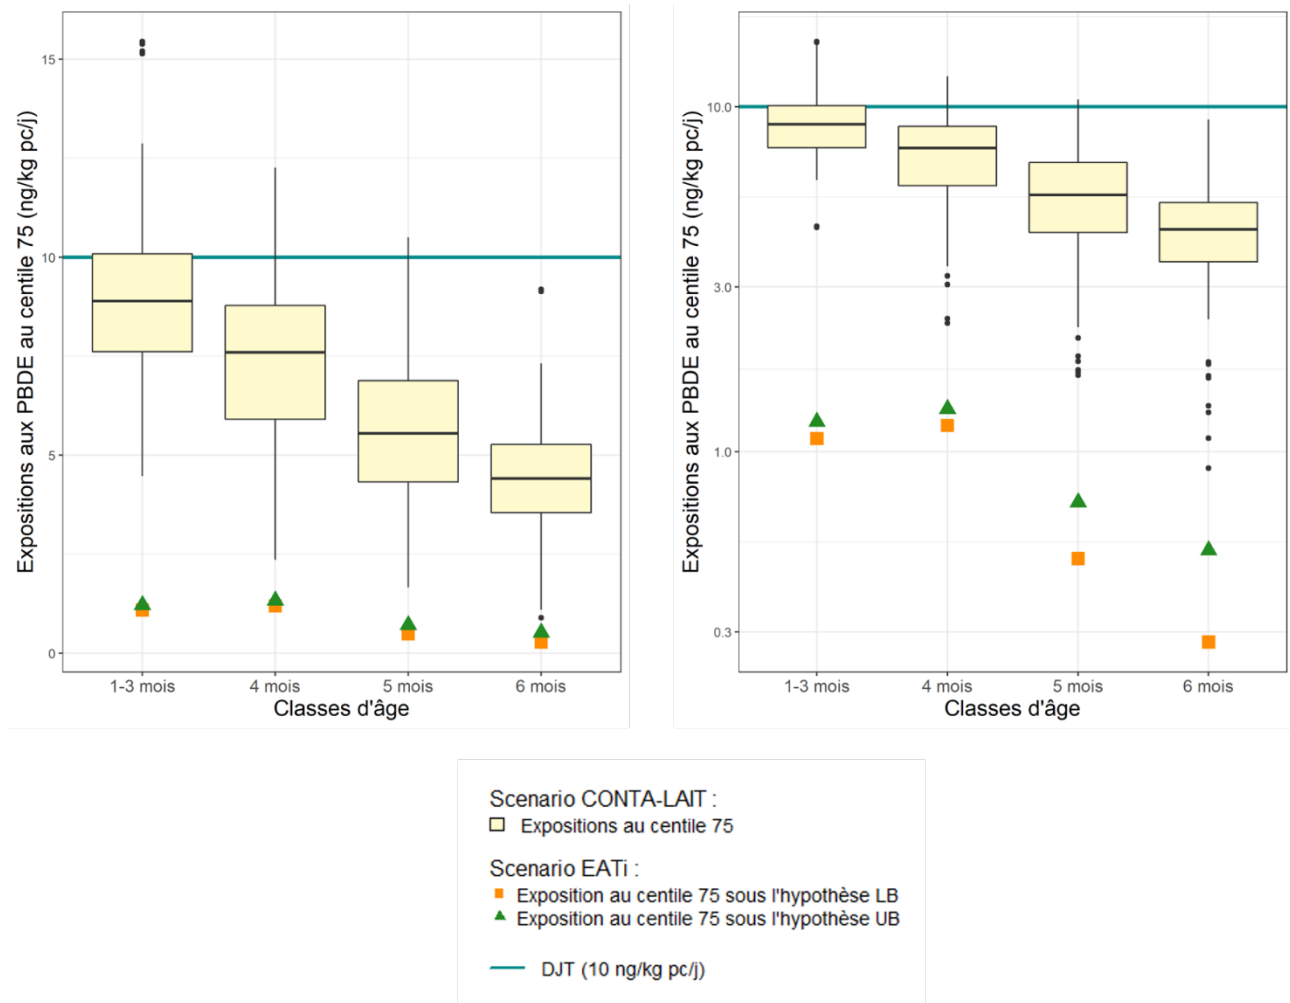 Expositions aux PBDE au centile 75 (ng/kg pc/j)
15
10
5
0
1-3 mois
4 mois
5 mois
6 mois
Classes d'âge
Expositions aux PBDE au centile 75 (ng/kg pc/j)
10.0
3.0
1.0
0.3
1-3 mois
4 mois
5 mois
6 mois
Classes d'âge
Scenario CONTA-LAIT :
Expositions au centile 75
Scenario EATi :
Exposition au centile 75 sous l'hypothèse LB
Exposition au centile 75 sous l'hypothèse UB
DJT (10 ng/kg pc/j)